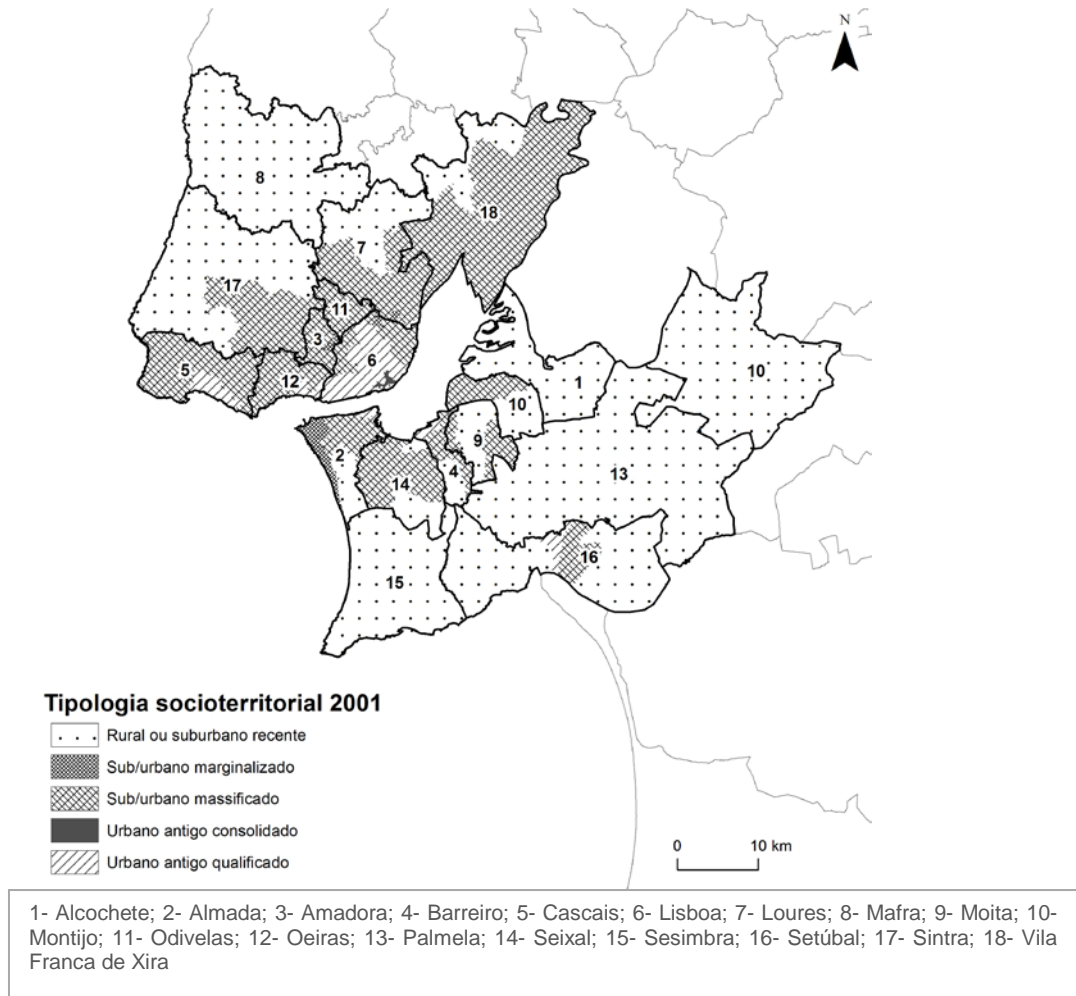 N
8
18
7
17
11
3
6
5
12
1
10
10
2
9
4
14
13
16
15
Tipologia socioterritorial 2001
Rural ou suburbano recente
Sub/urbano marginalizado
Sub/urbano massificado
Urbano antigo consolidado
Urbano antigo qualificado
0 10 km
1- Alcochete; 2- Almada; 3- Amadora; 4- Barreiro; 5- Cascais; 6- Lisboa; 7- Loures; 8- Mafra; 9- Moita; 10-
Montijo; 11- Odivelas; 12- Oeiras; 13- Palmela; 14- Seixal; 15- Sesimbra; 16- Setúbal; 17- Sintra; 18- Vila
Franca de Xira